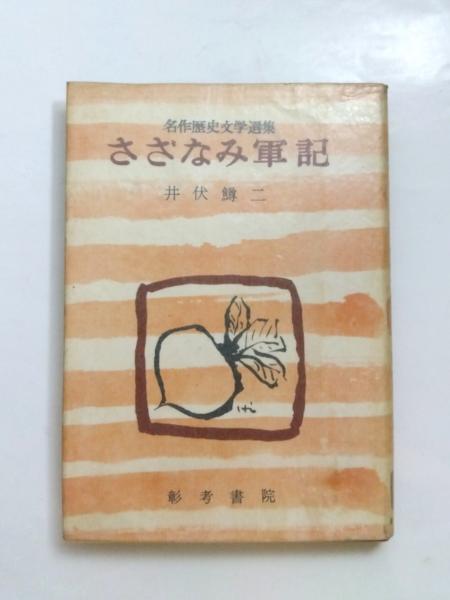 名作歴史文学選集
さざなみ軍記
井伏鱒二
彰考書院